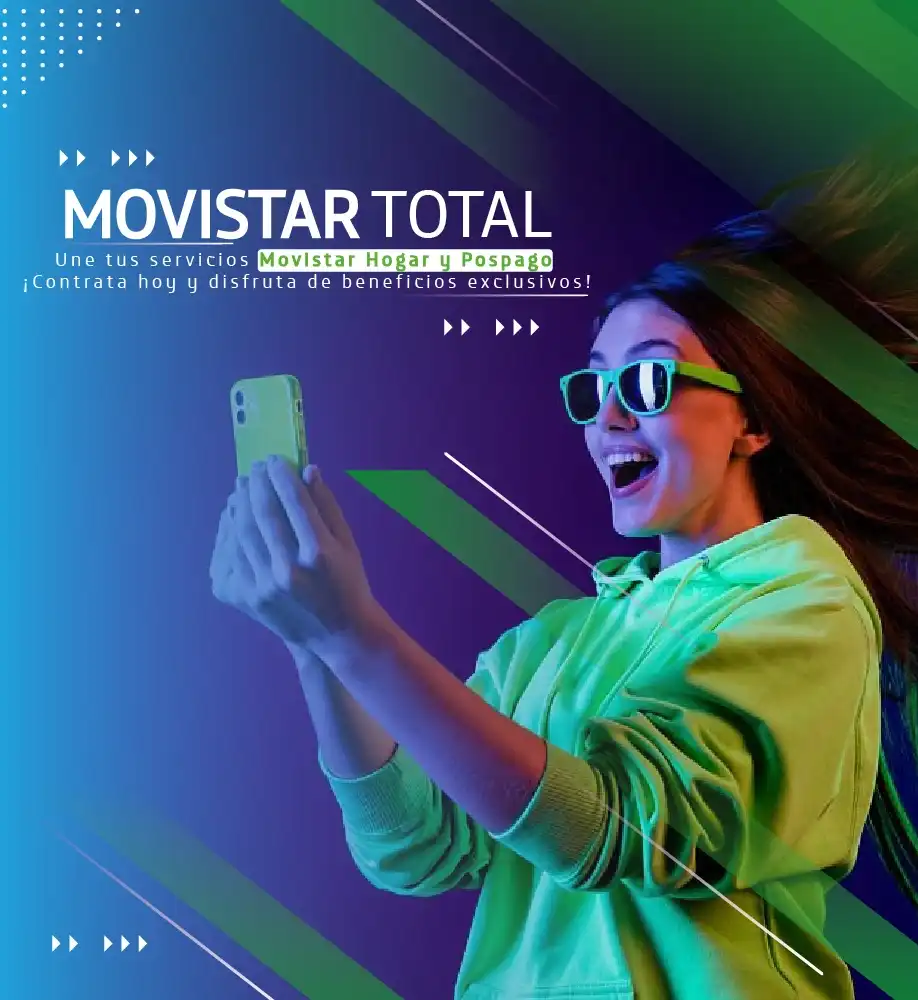 MOVISTAR TOTAL
Une tus servicios Movistar Hogar y Pospago
¡Contrata hoy y disfruta de beneficios exclusivos!